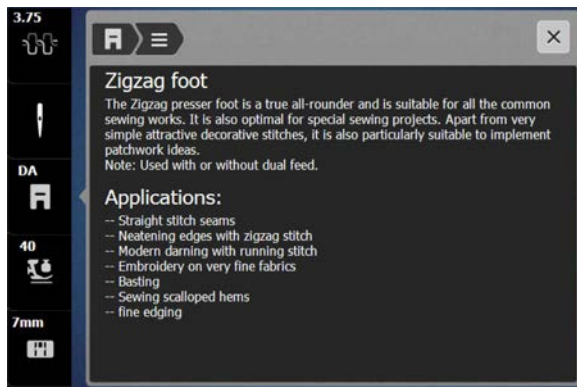 3.75
DA
40
7mm
Zigzag foot
The Zigzag presser foot is a true all-rounder and is suitable for all the common
sewing works. It is also optimal for special sewing projects. Apart from very
simple attractive decorative stitches, it is also particularly suitable to implement
patchwork ideas.
Note: Used with or without dual feed.
Applications:
-- Straight stitch seams
-- Neatening edges with zigzag stitch
-- Modern darning with running stitch
-- Embroidery on very fine fabrics
-- Basting
-- Sewing scalloped hems
-- fine edging